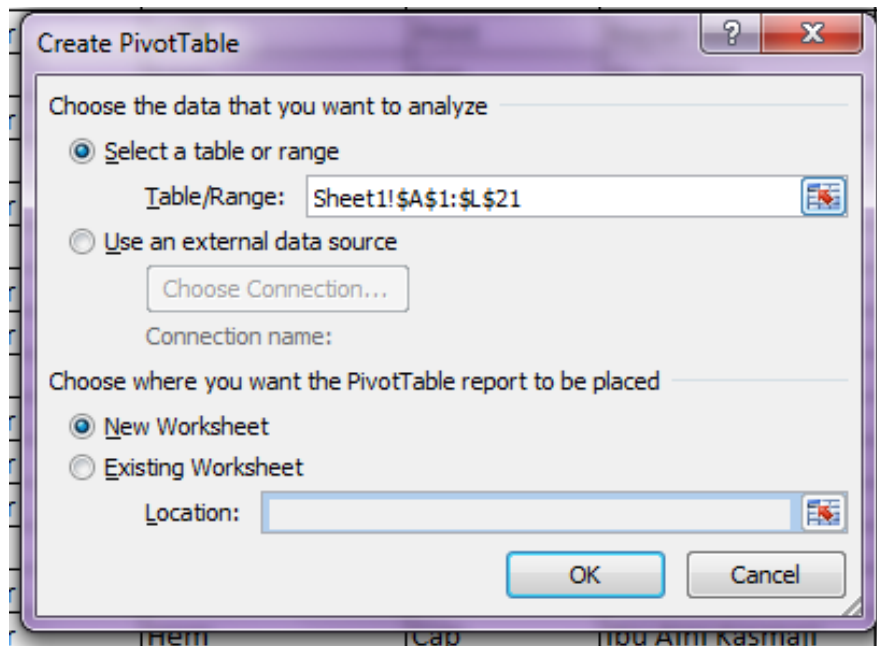 Create PivotTable
Choose the data that you want to analyze
Select a table or range
Table/Range: Sheet1!$A$1:$L$21
Use an external data source
Choose Connection...
Connection name:
Choose where you want the PivotTable report to be placed
New Worksheet
Existing Worksheet
Location:
OK Cancel
Hem Cab Ibu Aini Kasmaji